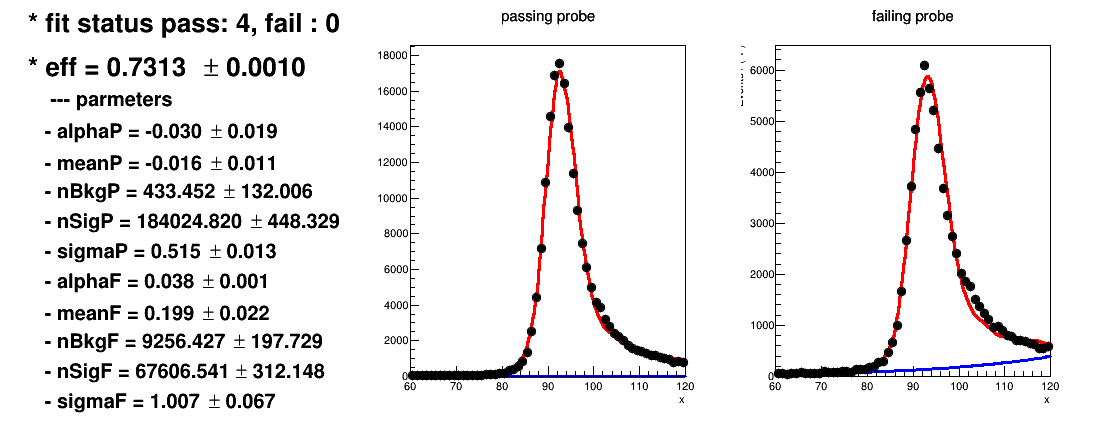 * fit status pass: 4, fail : 0
* eff = 0.7313 ± 0.0010
--- parmeters
- alphaP = -0.030 ± 0.019
- meanP = -0.016 ± 0.011
- nBkgP = 433.452 ± 132.006
- nSigP = 184024.820 ± 448.329
- sigmaP = 0.515 ± 0.013
- alphaF = 0.038 ± 0.001
- meanF = 0.199 ± 0.022
- nBkgF = 9256.427 ± 197.729
- nSigF = 67606.541 ± 312.148
- sigmaF = 1.007 ± 0.067
passing probe
18000
16000
14000
12000
10000
8000
6000
4000
2000
0
60 70 80 90 100 110 120
x
failing probe
6000
5000
4000
3000
2000
1000
0
60 70 80 90 100 110 120
x